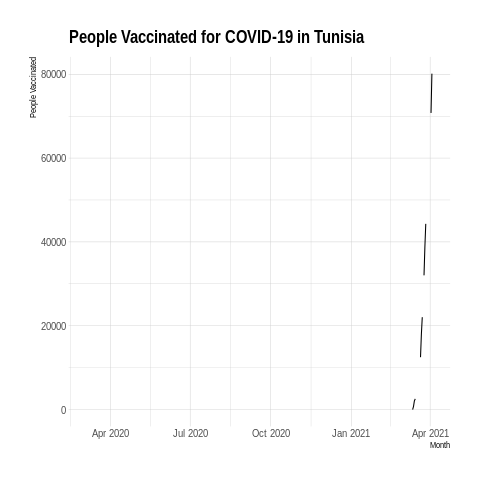 People Vaccinated for COVID-19 in Tunisia
People Vaccinated
80000
60000
40000
20000
0
Apr 2020 Jul 2020 Oct 2020 Jan 2021 Apr 2021
Month